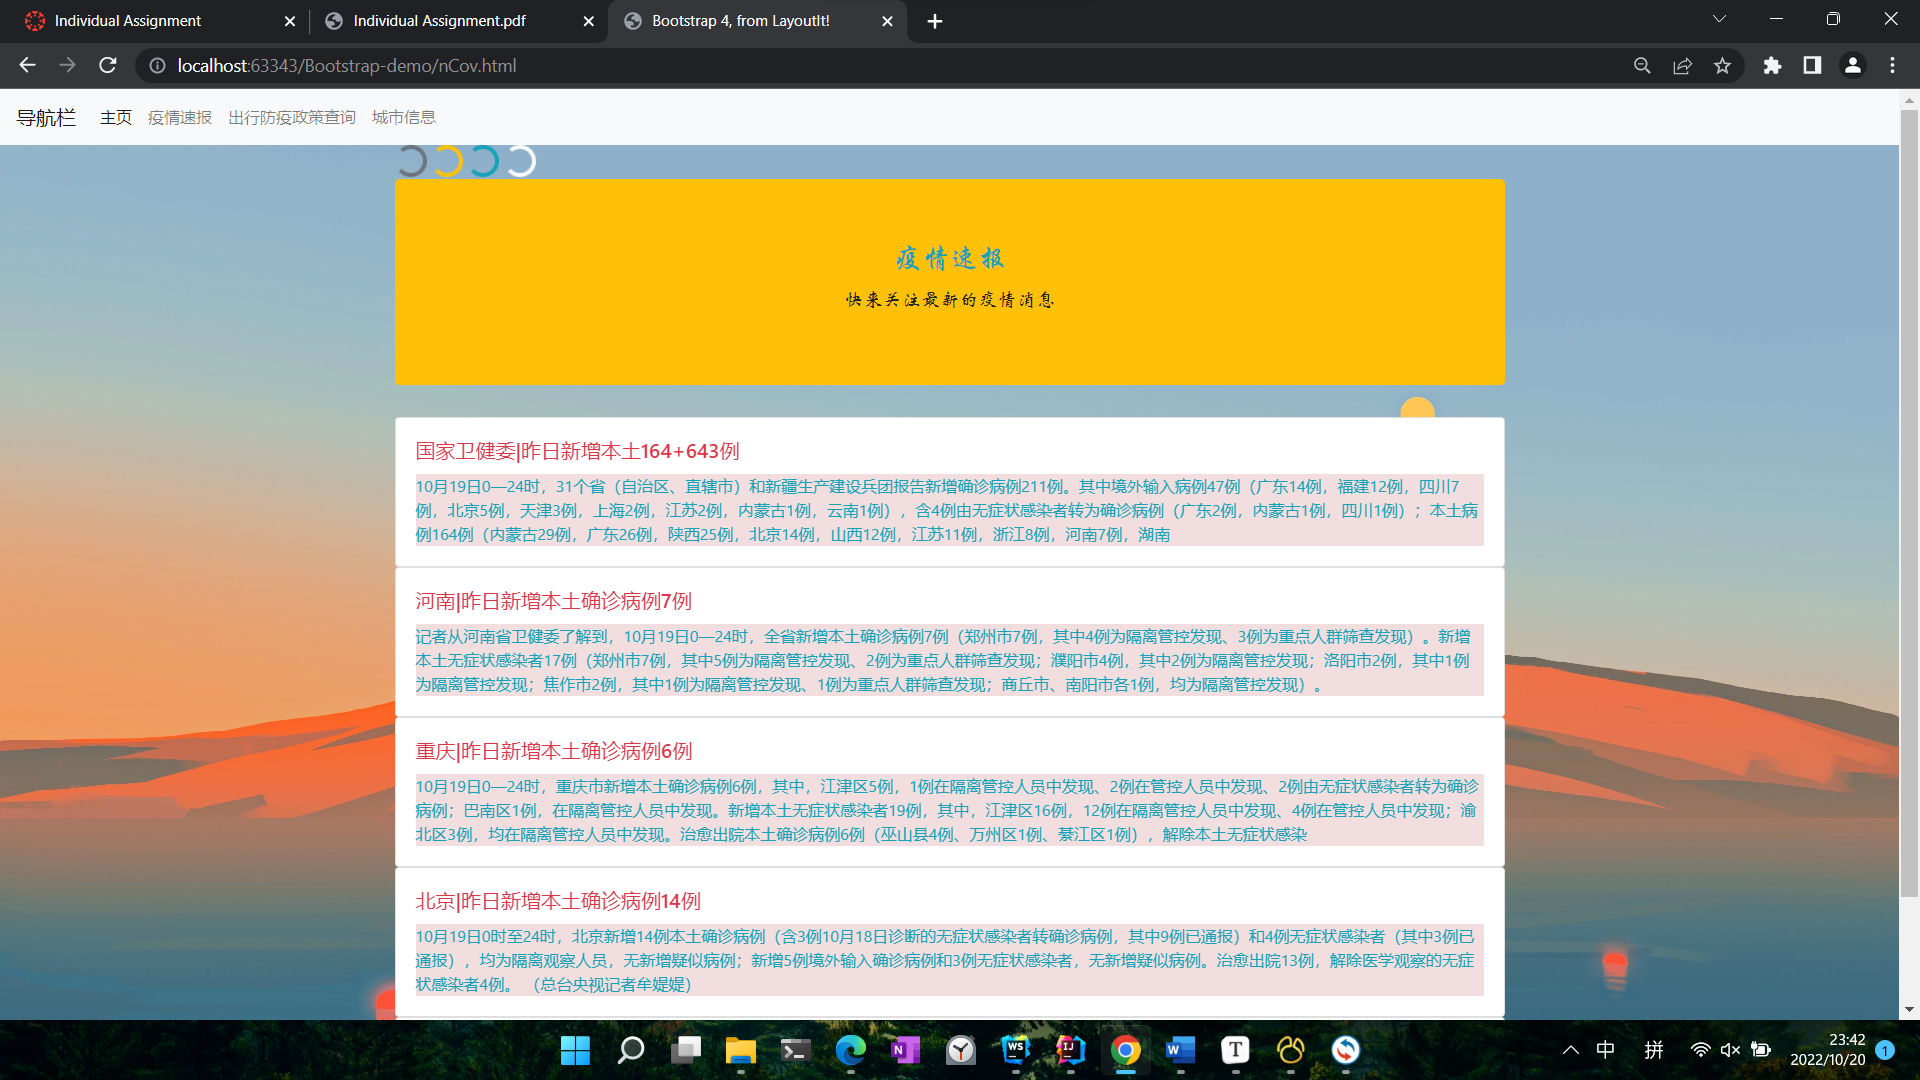 Individual Assignment
Individual Assignment.pdf
Bootstrap 4, from LayoutIt!
localhost:63343/Bootstrap-demo/nCov.html
导航栏 主页 疫情速报 出行防疫政策查询 城市信息
疫情速报
快来关注最新的疫情消息
国家卫健委|昨日新增本土164+643例
10月19日0—24时，31个省（自治区、直辖市）和新疆生产建设兵团报告新增确诊病例211例。其中境外输入病例47例（广东14例，福建12例，四川7
例，北京5例，天津3例，上海2例，江苏2例，内蒙古1例，云南1例），含4例由无症状感染者转为确诊病例（广东2例，内蒙古1例，四川1例）；本土病
例164例（内蒙古29例，广东26例，陕西25例，北京14例，山西12例，江苏11例，浙江8例，河南7例，湖南
河南|昨日新增本土确诊病例7例
记者从河南省卫健委了解到，10月19日0—24时，全省新增本土确诊病例7例（郑州市7例，其中4例为隔离管控发现、3例为重点人群筛查发现）。新增
本土无症状感染者17例（郑州市7例，其中5例为隔离管控发现、2例为重点人群筛查发现；濮阳市4例，其中2例为隔离管控发现；洛阳市2例，其中1例
为隔离管控发现；焦作市2例，其中1例为隔离管控发现、1例为重点人群筛查发现；商丘市、南阳市各1例，均为隔离管控发现）。
重庆|昨日新增本土确诊病例6例
10月19日0—24时，重庆市新增本土确诊病例6例，其中，江津区5例，1例在隔离管控人员中发现、2例在管控人员中发现、2例由无症状感染者转为确诊
病例；巴南区1例，在隔离管控人员中发现。新增本土无症状感染者19例，其中，江津区16例，12例在隔离管控人员中发现、4例在管控人员中发现；渝
北区3例，均在隔离管控人员中发现。治愈出院本土确诊病例6例（巫山县4例、万州区1例、綦江区1例），解除本土无症状感染
北京|昨日新增本土确诊病例14例
10月19日0时至24时，北京新增14例本土确诊病例（含3例10月18日诊断的无症状感染者转确诊病例，其中9例已通报）和4例无症状感染者（其中3例已
通报），均为隔离观察人员，无新增疑似病例；新增5例境外输入确诊病例和3例无症状感染者，无新增疑似病例。治愈出院13例，解除医学观察的无症
状感染者4例。 （总台央视记者牟媞媞）
N
WS
IJ
W
T
中
拼
23:42
2022/10/20
1